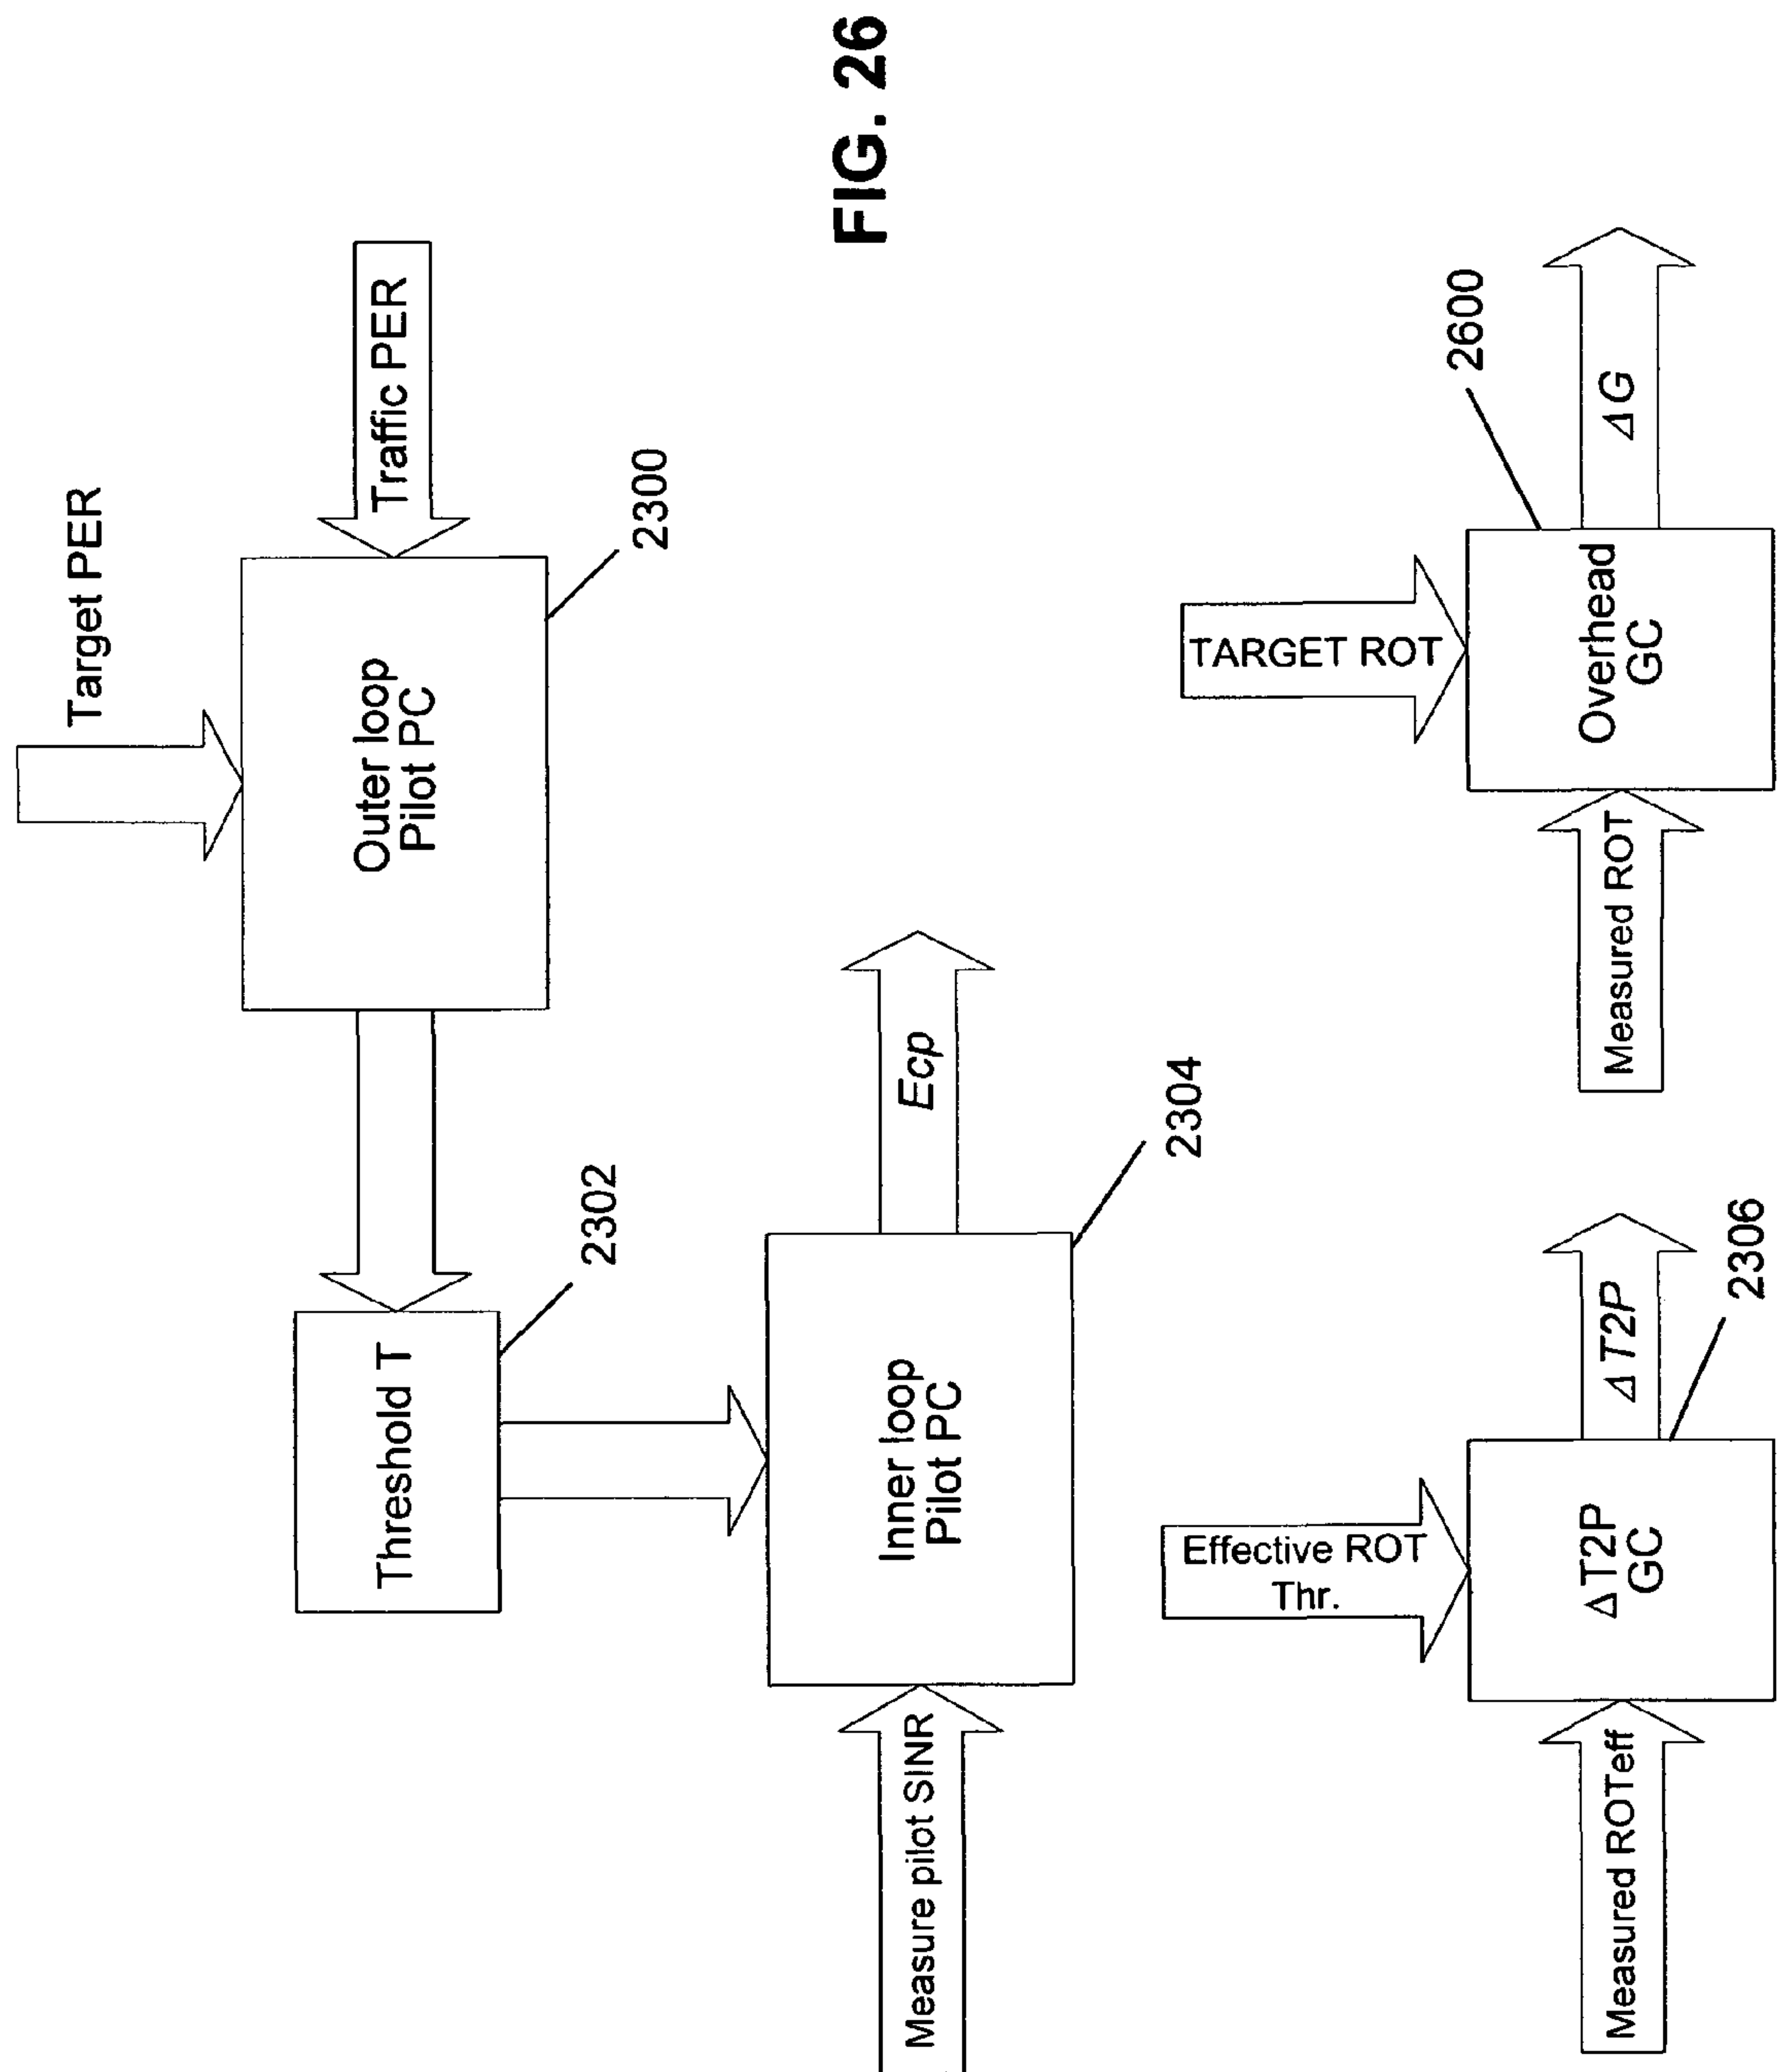 Target PER
Traffic PER
Outer loop
Pilot PC
2300
Threshold T
2302
Measure pilot SINR
Inner loop
Pilot PC
Ecp
2304
Effective ROT
Thr.
Measured ROTeff
ΔT2P
GC
Δ T2P
2306
TARGET ROT
Measured ROT
Overhead
GC
ΔG
2600
FIG. 26